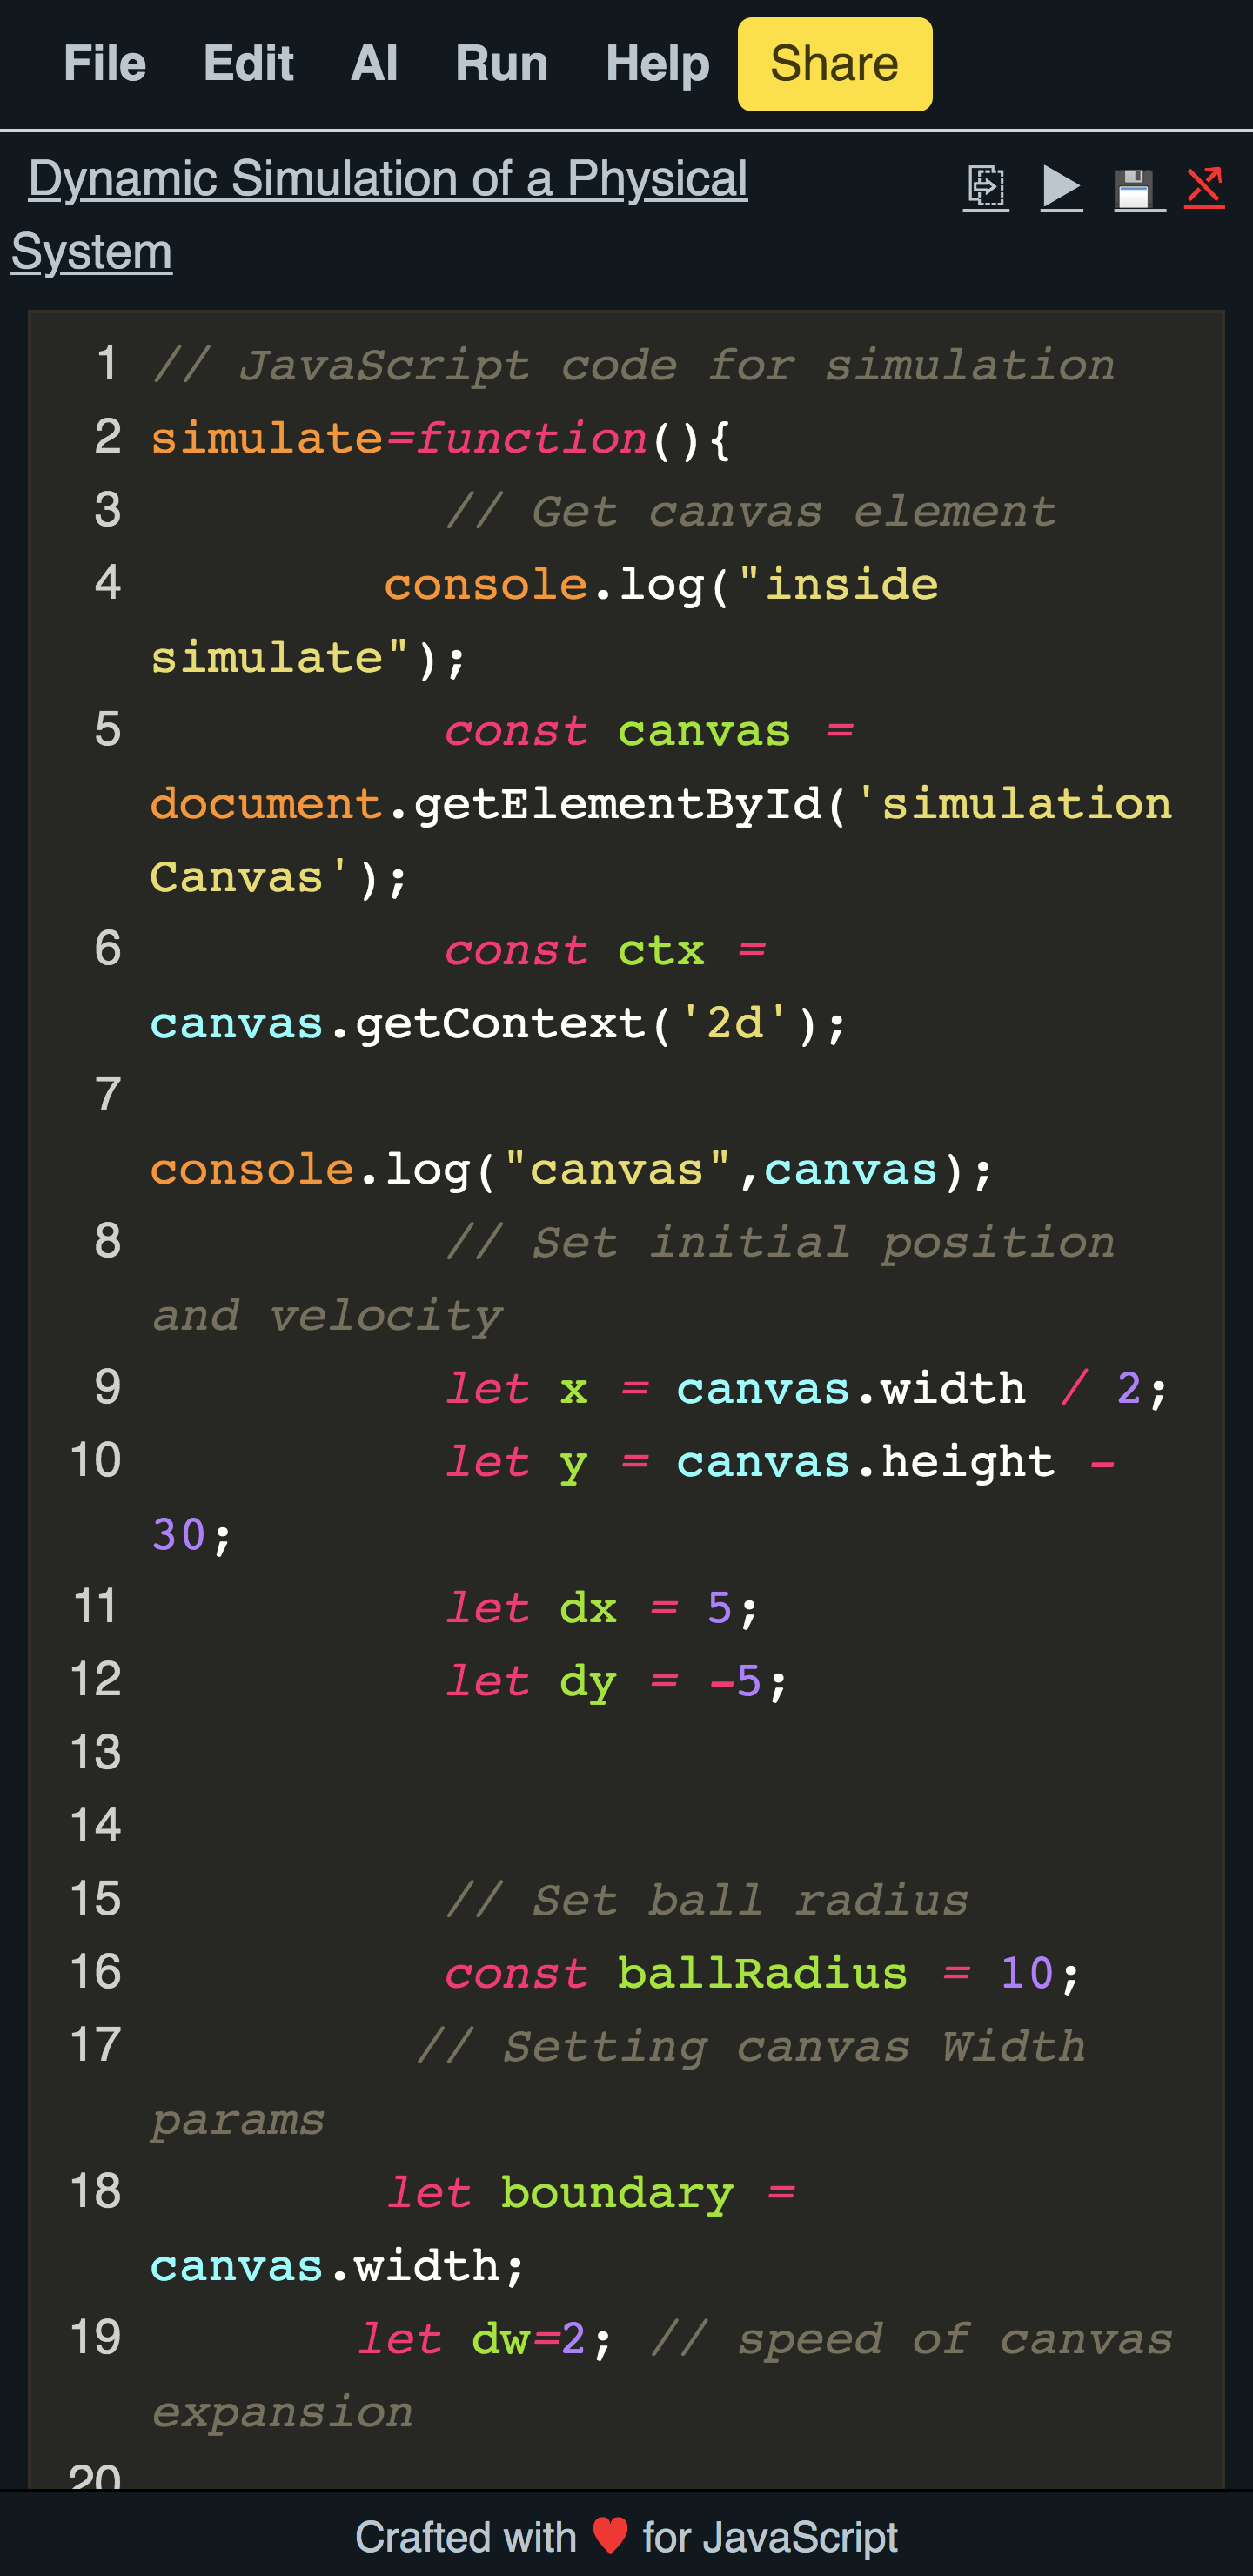 File Edit AI Run Help Share
Dynamic Simulation of a Physical
System
1 // JavaScript code for simulation
2 simulate=function(){
3 // Get canvas element
4 console.log("inside
simulate");
5 const canvas =
document.getElementById('simulation
Canvas');
6 const ctx =
canvas.getContext('2d');
7
console.log("canvas",canvas);
8 // Set initial position
and velocity
9 let x = canvas.width / 2;
10 let y = canvas.height -
30;
11 let dx = 5;
12 let dy = -5;
13
14
15 // Set ball radius
16 const ballRadius = 10;
17 // Setting canvas Width
params
18 let boundary =
canvas.width;
19 let dw=2; // speed of canvas
expansion
20
Crafted with ♥ for JavaScript